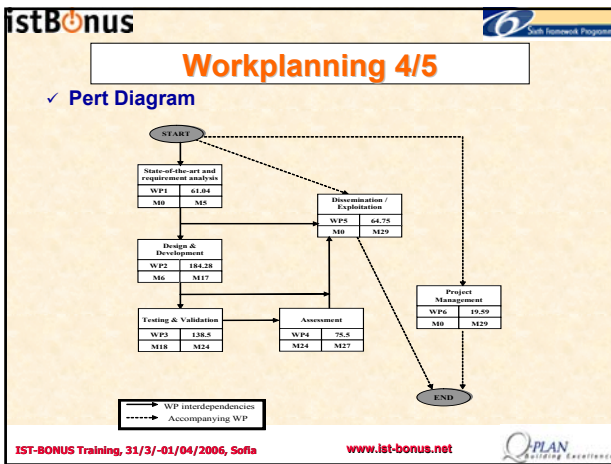 istBonus
Sixth Framework Programme
Workplanning 4/5
✓ Pert Diagram
START
State-of-the-art and
requirement analysis
WP1 61.04
M0 M5
Dissemination /
Exploitation
WP5 64.75
M0 M29
Design &
Development
WP2 184.28
M6 M17
Project
Management
WP6 19.59
M0 M29
Testing & Validation
WP3 138.5
M18 M24
Assessment
WP4 75.5
M24 M27
END
WP interdependencies
Accompanying WP
IST-BONUS Training, 31/3/-01/04/2006, Sofia
www.ist-bonus.net
Q-PLAN
Building Excellence